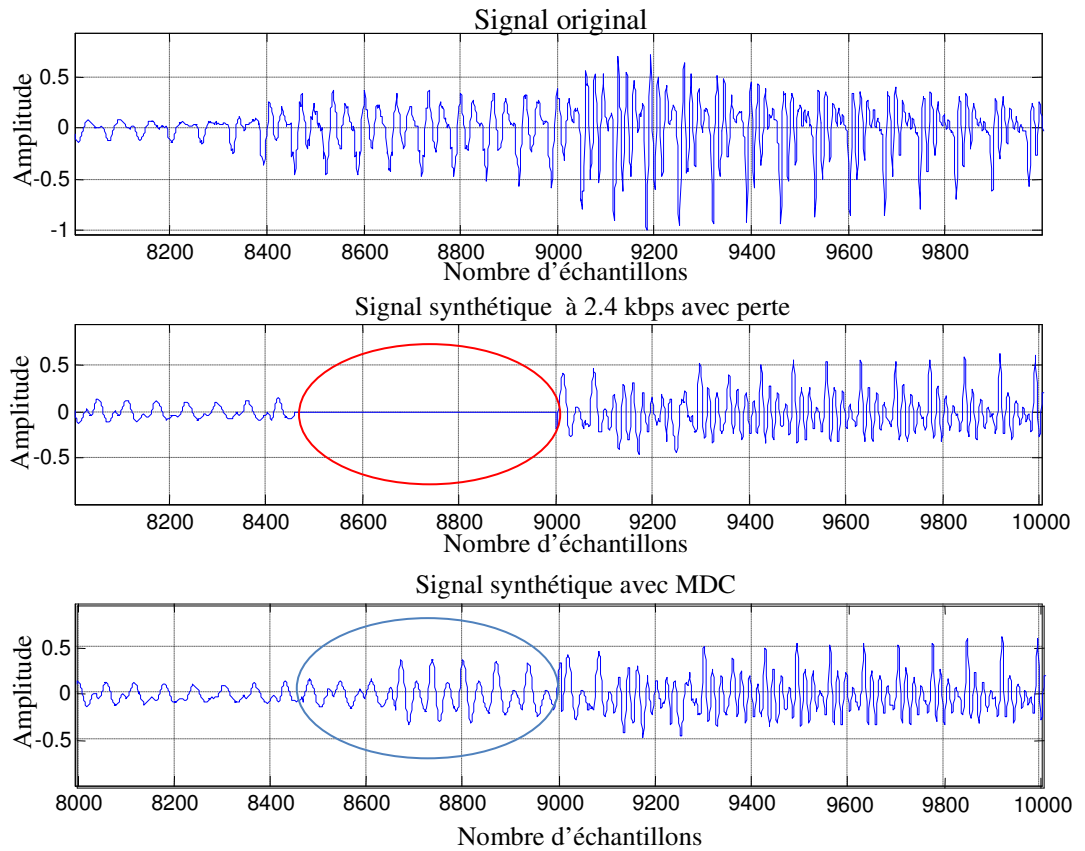 Signal original
Amplitude
0.5
0
-0.5
-1
8200 8400 8600 8800 9000 9200 9400 9600 9800
Nombre d'échantillons
Signal synthétique à 2.4 kbps avec perte
Amplitude
0.5
0
-0.5
8200 8400 8600 8800 9000 9200 9400 9600 9800 10000
Nombre d'échantillons
Signal synthétique avec MDC
Amplitude
0.5
0
-0.5
8000 8200 8400 8600 8800 9000 9200 9400 9600 9800 10000
Nombre d'échantillons